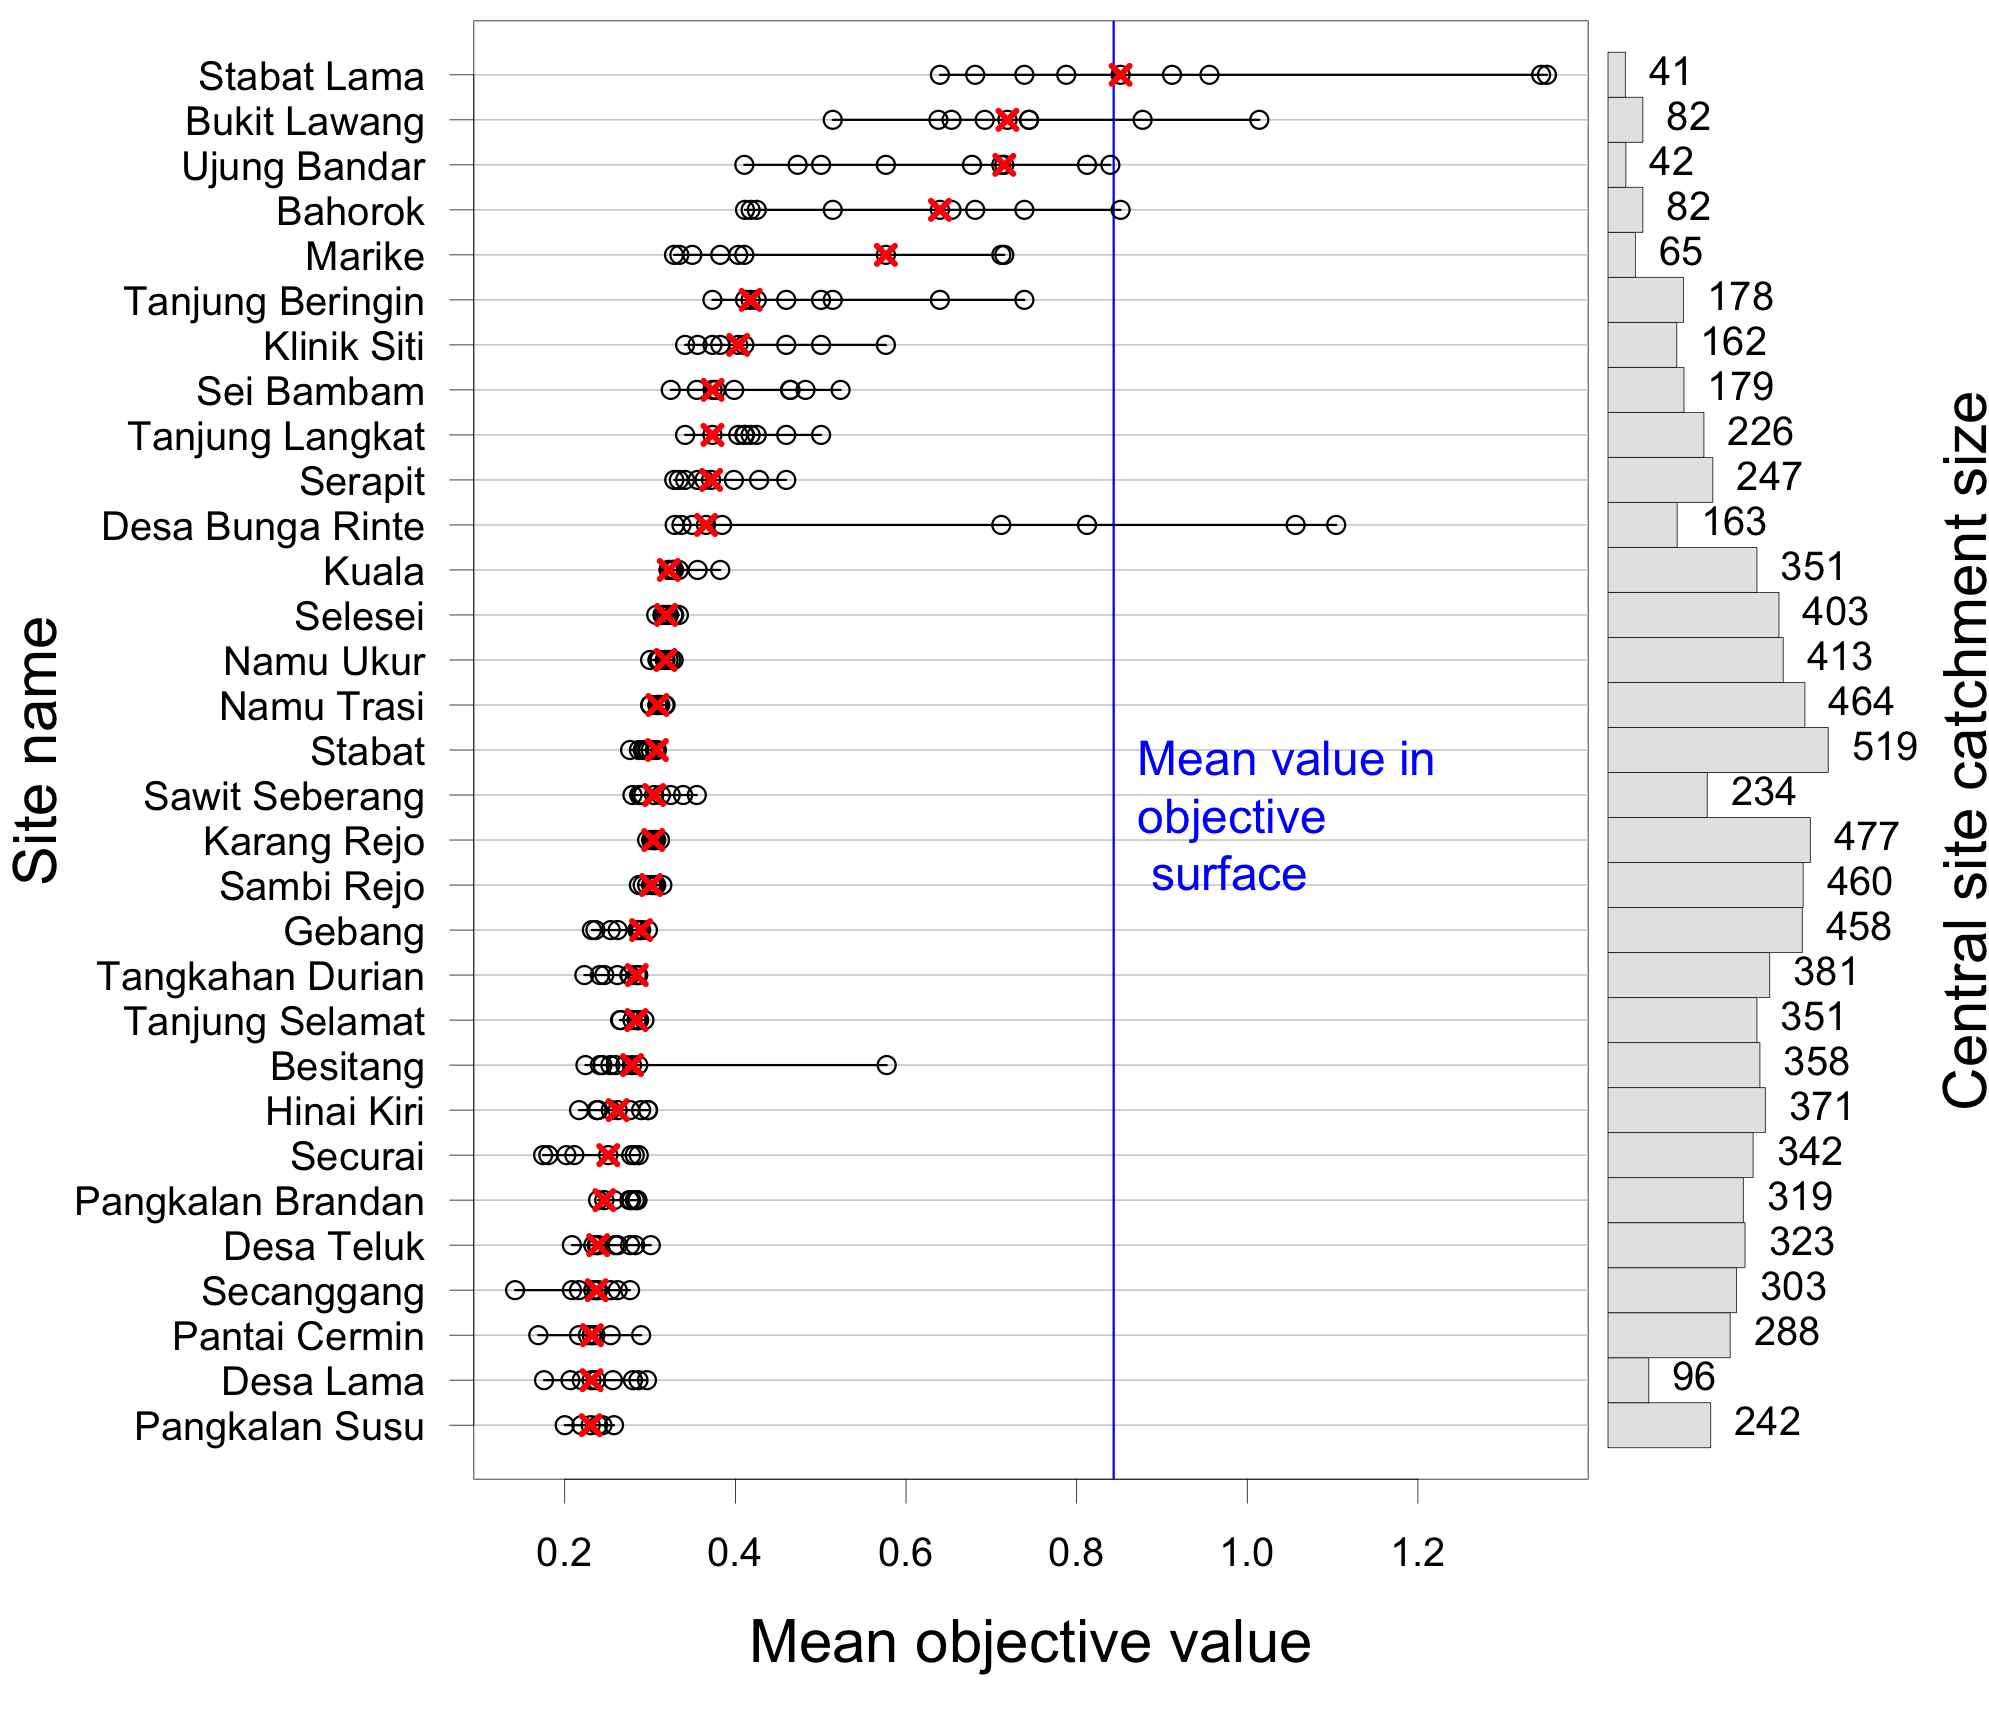 Stabat Lama
Bukit Lawang
Ujung Bandar
Bahorok
Marike
Tanjung Beringin
Klinik Siti
Sei Bambam
Tanjung Langkat
Serapit
Desa Bunga Rinte
Kuala
Selesei
Namu Ukur
Namu Trasi
Stabat
Sawit Seberang
Karang Rejo
Sambi Rejo
Gebang
Tangkahan Durian
Tanjung Selamat
Besitang
Hinai Kiri
Securai
Pangkalan Brandan
Desa Teluk
Secanggang
Pantai Cermin
Desa Lama
Pangkalan Susu
Site name
Mean value in
objective
surface
0.2
0.4
0.6
0.8
1.0
1.2
Mean objective value
41
82
42
82
65
178
162
179
226
247
163
351
403
413
464
519
234
477
460
458
381
351
358
371
342
319
323
303
288
96
242
Central site catchment size